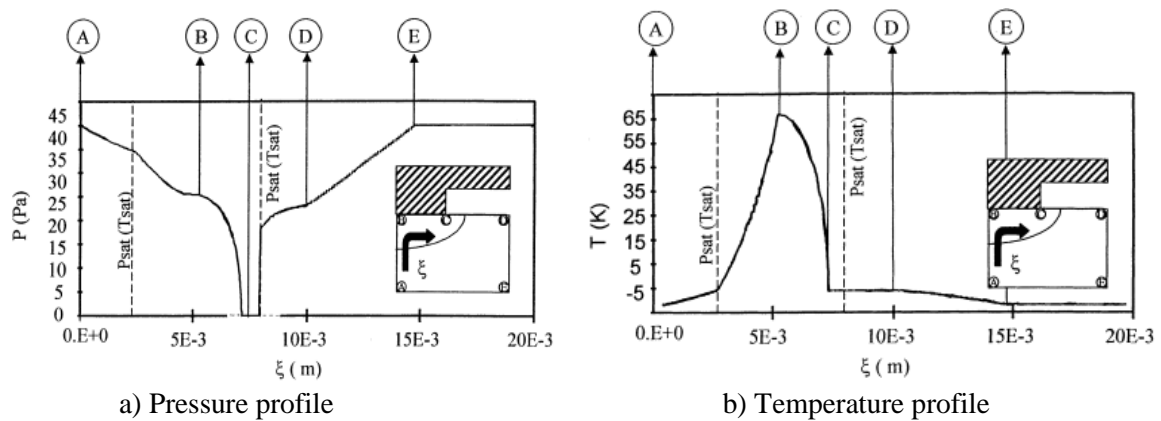 A B C D E
P (Pa)
45
40
35
30
25
20
15
10
5
0
Psat (Tsat)
Psat (Tsat)
B C D
ξ
A E
0.E+0 5E-3 10E-3 15E-3 20E-3
ξ ( m)
a) Pressure profile
A B C D E
T (K)
65
55
45
35
25
15
5
-5
Psat (Tsat)
Psat (Tsat)
B C
ξ
A E
0.E+0 5E-3 10E-3 15E-3 20E-3
ξ ( m)
b) Temperature profile